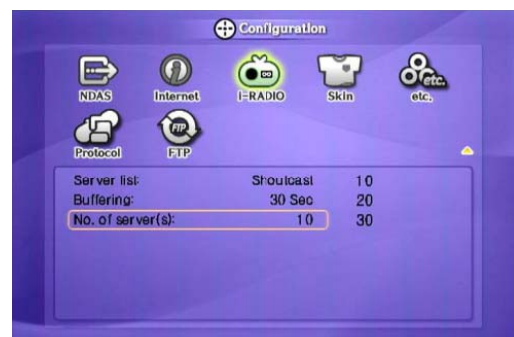 Configuration
NDAS Internet I-RADIO Skin etc.
Protocol FTP
Server list: Shoutcast 10
Buffering: 30 Sec 20
No. of server(s): 10 30